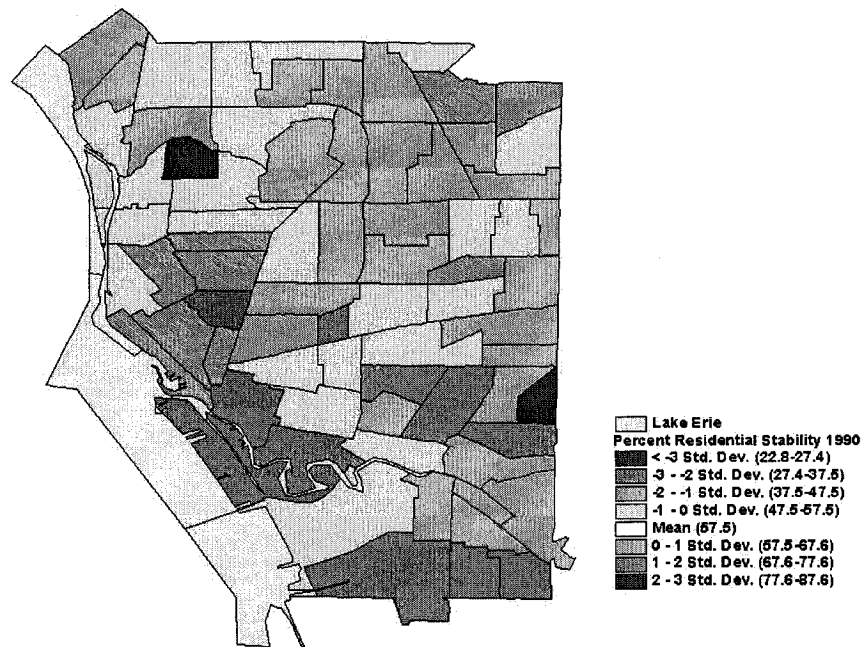 Lake Erie
Percent Residential Stability 1990
< -3 Std. Dev. (22.8-27.4)
-3 - -2 Std. Dev. (27.4-37.5)
-2 - -1 Std. Dev. (37.5-47.5)
-1 - 0 Std. Dev. (47.5-57.5)
Mean (57.5)
0 - 1 Std. Dev. (57.5-67.6)
1 - 2 Std. Dev. (67.6-77.6)
2 - 3 Std. Dev. (77.6-87.6)